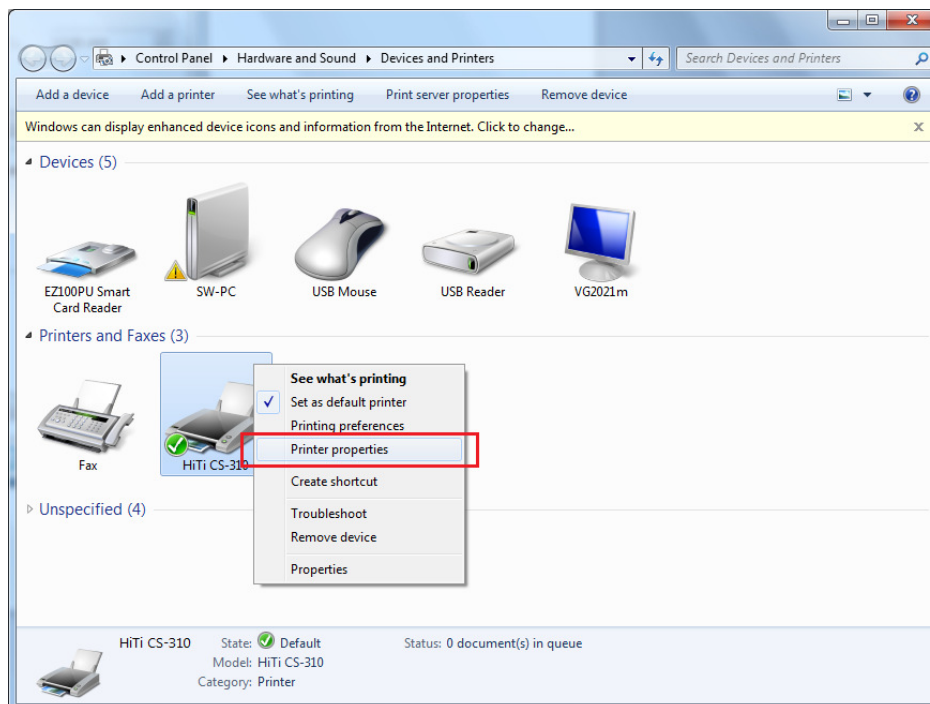 Control Panel Hardware and Sound Devices and Printers
Search Devices and Printers
Add a device Add a printer See what's printing Print server properties Remove device
Windows can display enhanced device icons and information from the Internet. Click to change...
Devices (5)
EZ100PU Smart Card Reader
SW-PC
USB Mouse
USB Reader
VG2021m
Printers and Faxes (3)
Fax
HiTi CS-310
See what's printing
Set as default printer
Printing preferences
Printer properties
Create shortcut
Troubleshoot
Remove device
Properties
Unspecified (4)
HiTi CS-310 State: Default Status: 0 document(s) in queue
Model: HiTi CS-310
Category: Printer